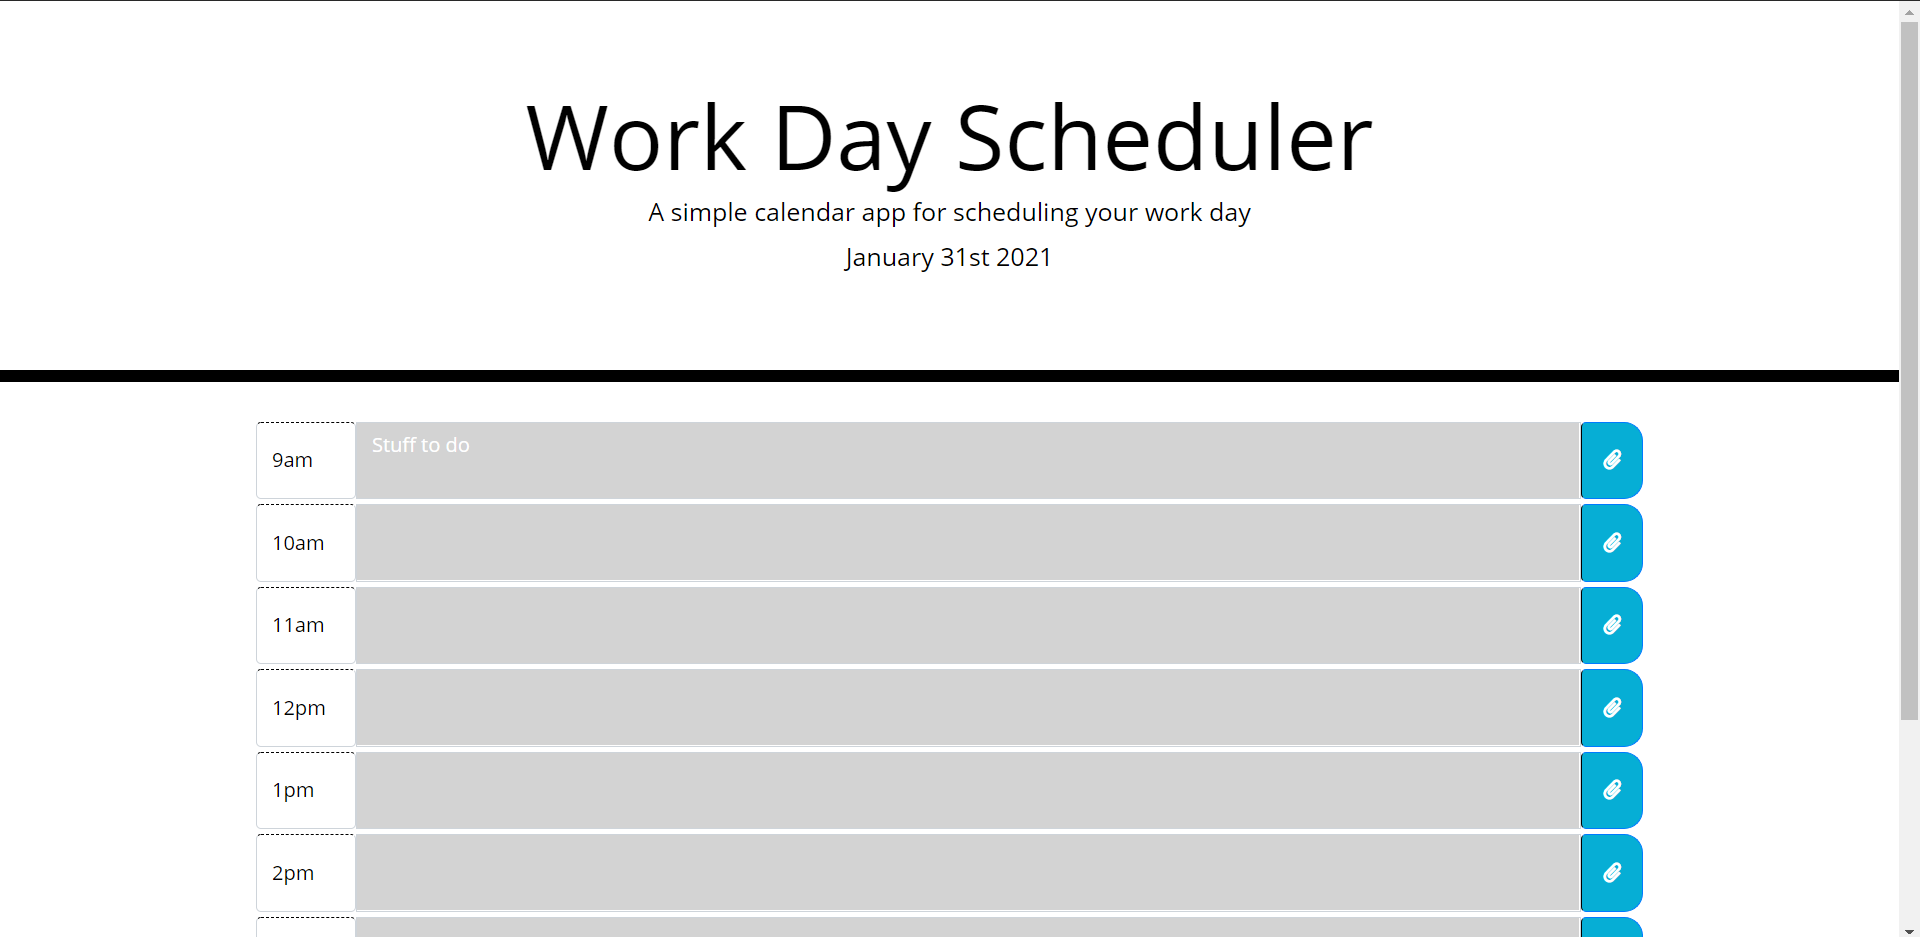 Work Day Scheduler
A simple calendar app for scheduling your work day
January 31st 2021
9am
Stuff to do
10am
11am
12pm
1pm
2pm